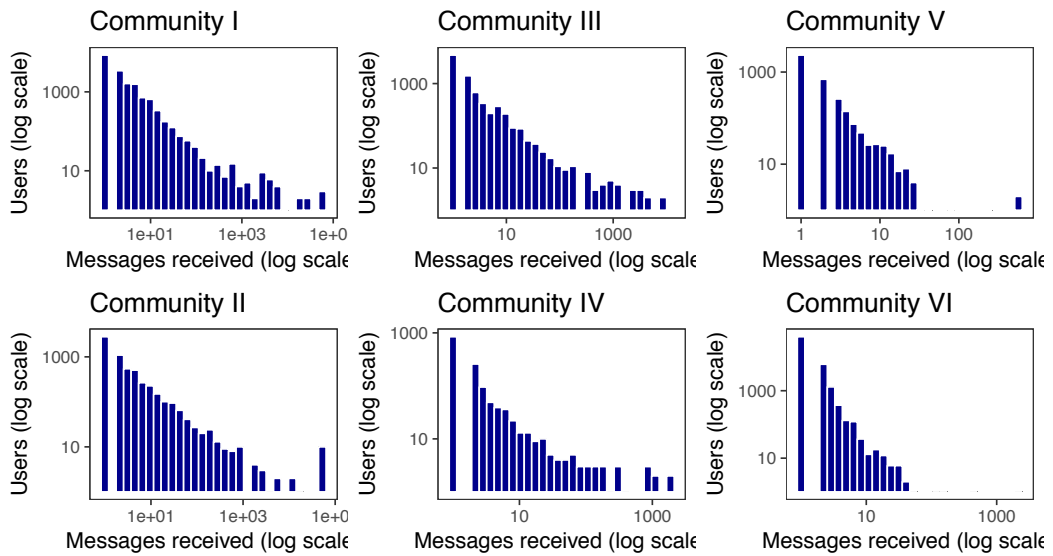 Community I
Users (log scale)
1000
10
1e+01
1e+03
1e+0
Messages received (log scale
Community III
Users (log scale)
1000
10
10
1000
Messages received (log scale
Community V
Users (log scale)
1000
10
1
10
100
Messages received (log scale
Community II
Users (log scale)
1000
10
1e+01
1e+03
1e+0
Messages received (log scale
Community IV
Users (log scale)
1000
10
10
1000
Messages received (log scale
Community VI
Users (log scale)
1000
10
10
1000
Messages received (log scale